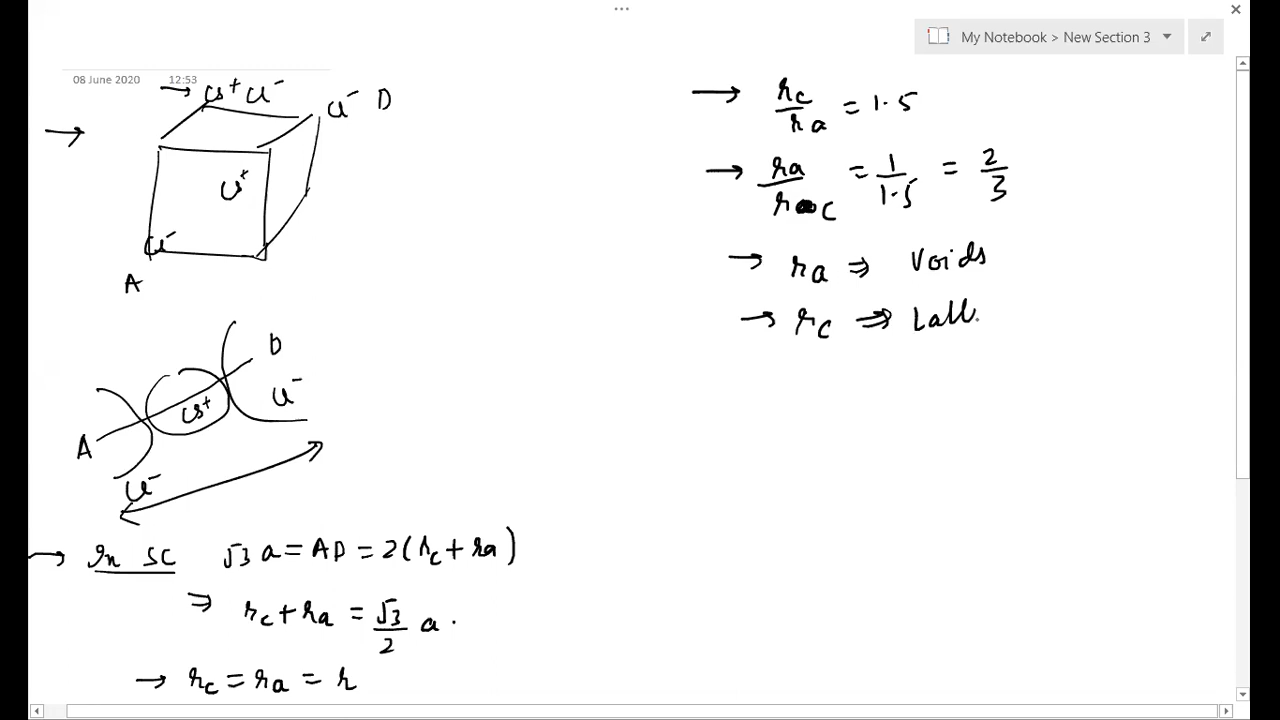 My Notebook > New Section 3
08 June 2020 12:53
→ Cs⁺ Cl⁻
Cl⁻ D
→
Cs⁺
Cl⁻
A
D
Cl⁻
Cs⁺
A
Cl⁻
→ In SC √3 a = AD = 2(rc + ra)
⇒ rc + ra = √3/2 a.
→ rc = ra = r
→ rc/ra = 1.5
→ ra/rc = 1/1.5 = 2/3
→ ra ⇒ Voids
→ rc ⇒